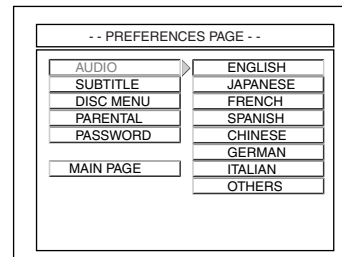 - - PREFERENCES PAGE - -
AUDIO
SUBTITLE
DISC MENU
PARENTAL
PASSWORD
MAIN PAGE
ENGLISH
JAPANESE
FRENCH
SPANISH
CHINESE
GERMAN
ITALIAN
OTHERS